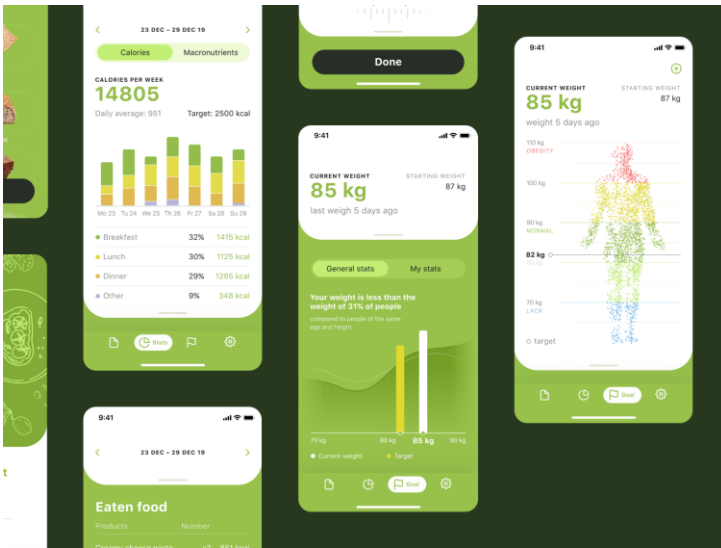 23 DEC – 29 DEC 19
Calories
Macronutrients
CALORIES PER WEEK
14805
Daily average: 951
Target: 2500 kcal
Mo 23
Tu 24
We 25
Th 26
Fr 27
Sa 28
Su 29
Breakfast
32%
1415 kcal
Lunch
30%
1125 kcal
Dinner
29%
1265 kcal
Other
9%
348 kcal
Stats
9:41
23 DEC – 29 DEC 19
Eaten food
Products
Number
Done
9:41
CURRENT WEIGHT
STARTING WEIGHT
85 kg
87 kg
last weigh 5 days ago
General stats
My stats
Your weight is less than the
weight of 31% of people
compared to people of the same
age and height
70 kg
80 kg
85 kg
90 kg
Current weight
Target
Goal
9:41
CURRENT WEIGHT
STARTING WEIGHT
85 kg
87 kg
weight 5 days ago
110 kg
OBESITY
100 kg
90 kg
NORMAL
82 kg
70 kg
LACK
target
Goal